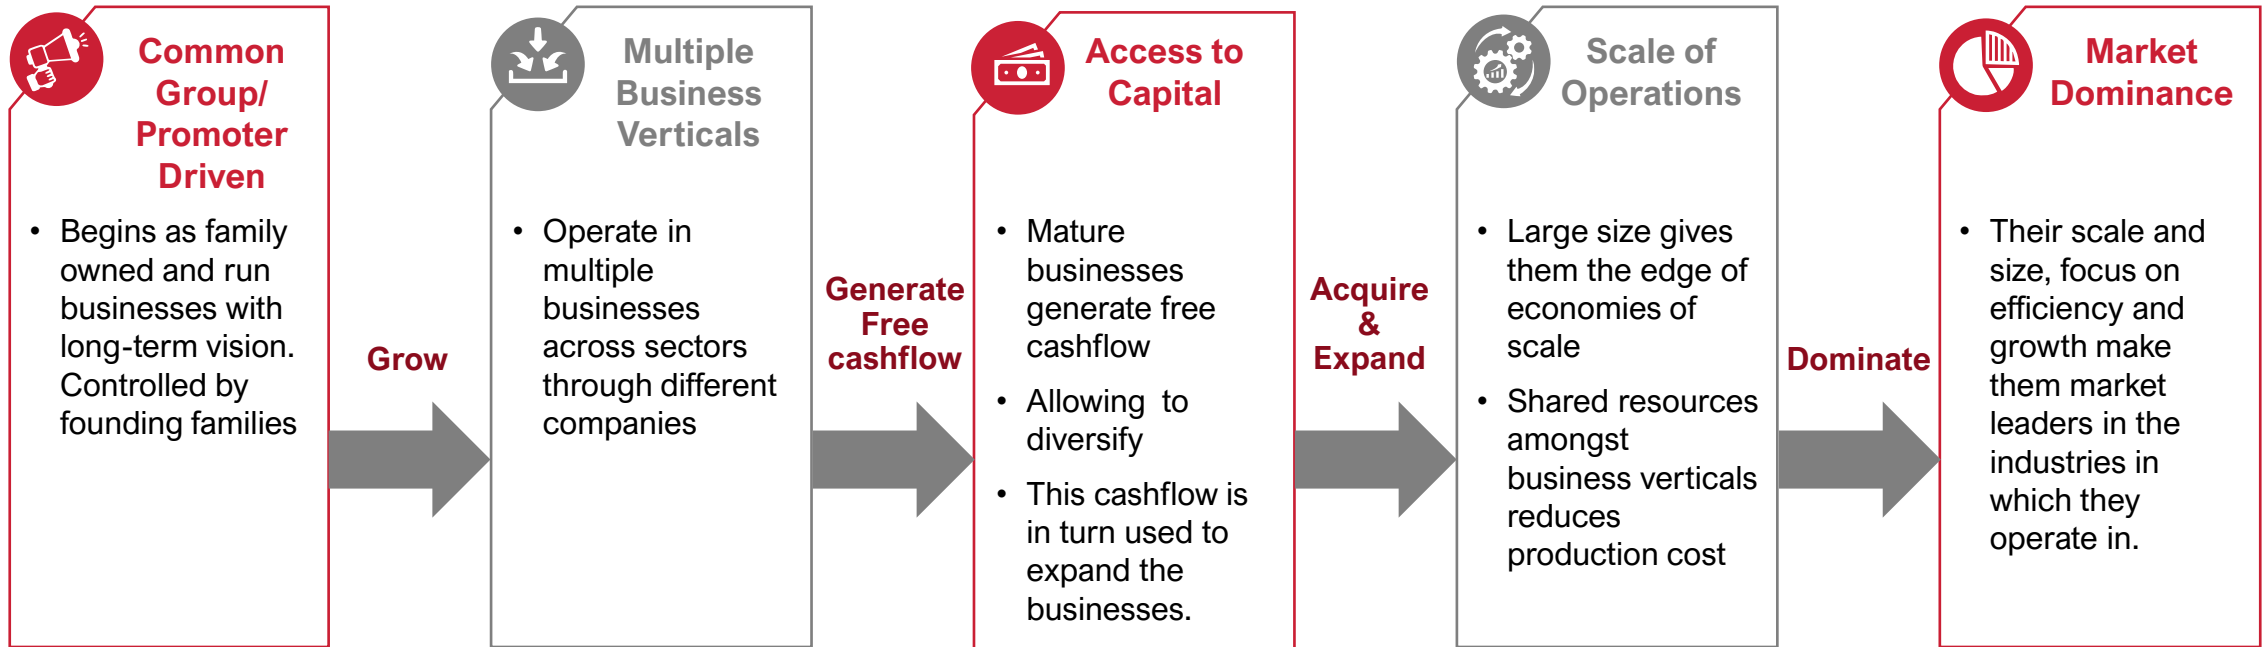 Common
Group/
Promoter
Driven
• Begins as family
owned and run
businesses with
long-term vision.
Controlled by
founding families
Grow
Multiple
Business
Verticals
• Operate in
multiple
businesses
across sectors
through different
companies
Generate
Free
cashflow
Access to
Capital
• Mature
businesses
generate free
cashflow
• Allowing to
diversify
• This cashflow is
in turn used to
expand the
businesses.
Acquire
&
Expand
Scale of
Operations
• Large size gives
them the edge of
economies of
scale
• Shared resources
amongst
business verticals
reduces
production cost
Dominate
Market
Dominance
• Their scale and
size, focus on
efficiency and
growth make
them market
leaders in the
industries in
which they
operate in.